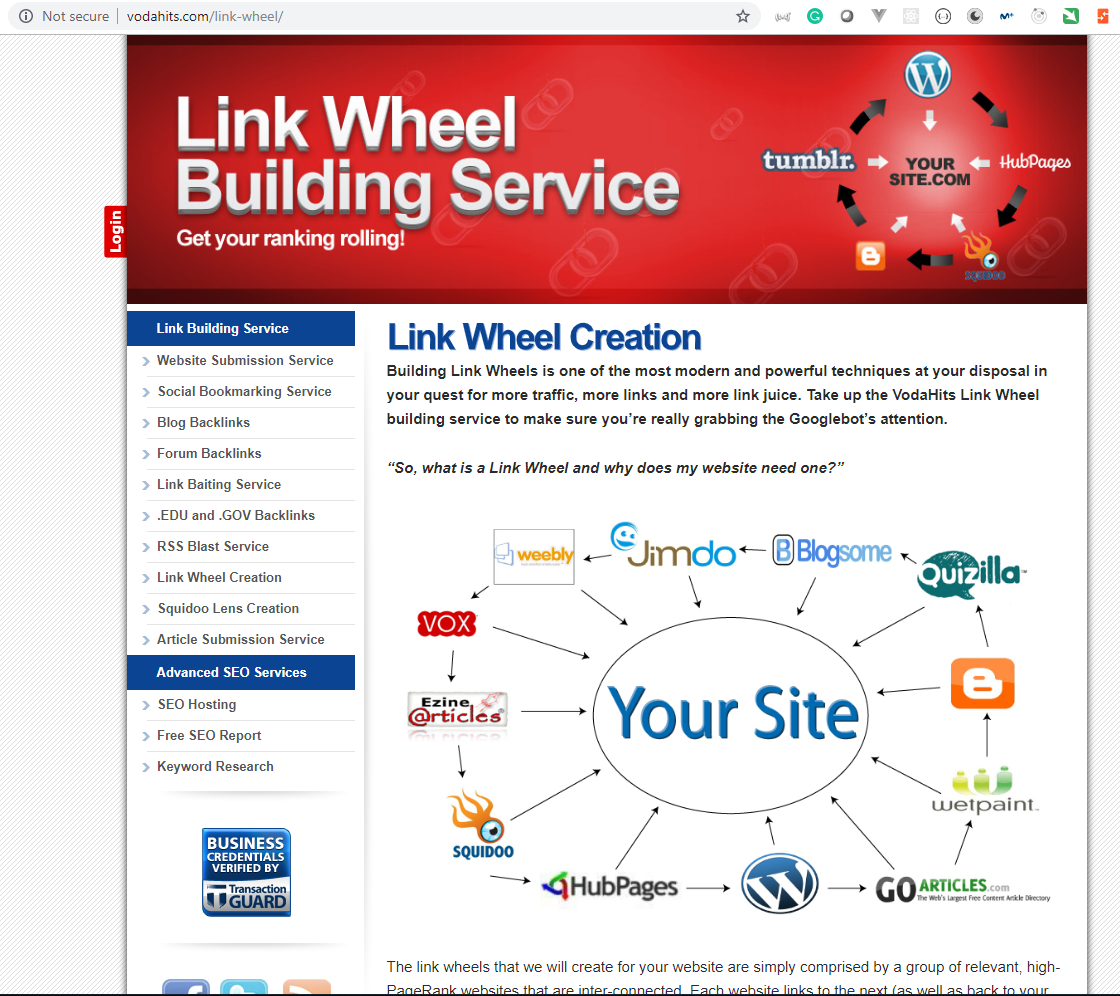 Not secure
vodahits.com/link-wheel/
Link Wheel
Building Service
Get your ranking rolling!
tumblr.
YOUR
SITE.COM
HubPages
SQUIDOO
Login
Link Building Service
Website Submission Service
Social Bookmarking Service
Blog Backlinks
Forum Backlinks
Link Baiting Service
.EDU and .GOV Backlinks
RSS Blast Service
Link Wheel Creation
Squidoo Lens Creation
Article Submission Service
Advanced SEO Services
SEO Hosting
Free SEO Report
Keyword Research
BUSINESS
CREDENTIALS
VERIFIED BY
Transaction
GUARD
Link Wheel Creation
Building Link Wheels is one of the most modern and powerful techniques at your disposal in
your quest for more traffic, more links and more link juice. Take up the VodaHits Link Wheel
building service to make sure you’re really grabbing the Googlebot’s attention.
“So, what is a Link Wheel and why does my website need one?”
weebly
Jimdo
Blogsome
Quizilla
VOX
Ezine
@rticles
Your Site
wetpaint
SQUIDOO
HubPages
GO ARTICLES.com
The Web's Largest Free Content Article Directory
The link wheels that we will create for your website are simply comprised by a group of relevant, high-
PageRank websites that are inter-connected. Each website links to the next (as well as back to your